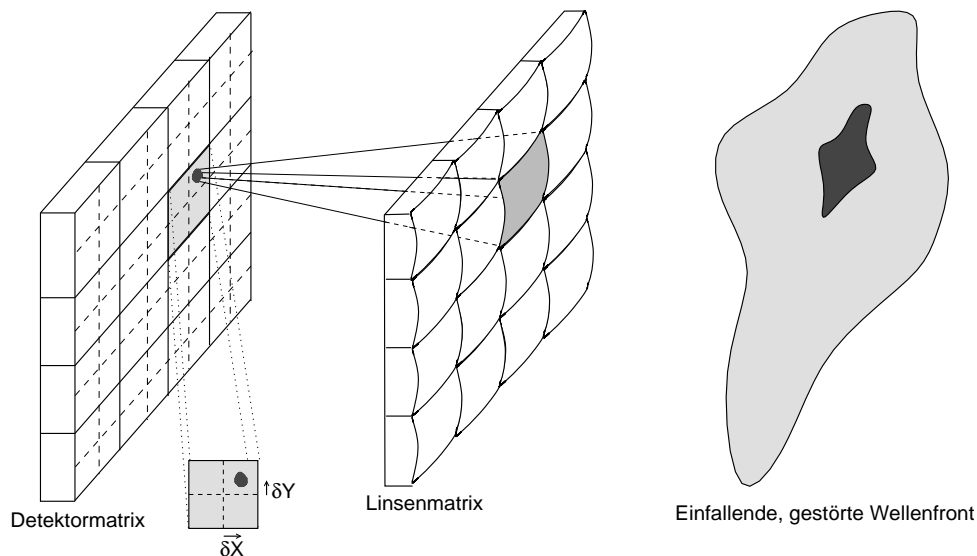 δY
Detektormatrix
Linsenmatrix
Einfallende, gestörte Wellenfront
δX